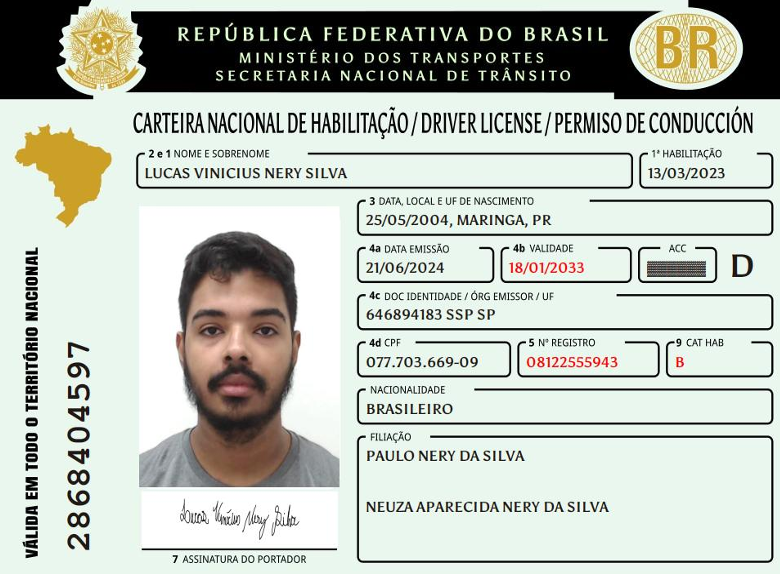 REPÚBLICA FEDERATIVA DO BRASIL
MINISTÉRIO DOS TRANSPORTES
SECRETARIA NACIONAL DE TRÂNSITO
BR
CARTEIRA NACIONAL DE HABILITAÇÃO / DRIVER LICENSE / PERMISO DE CONDUCCIÓN
2 e 1 NOME E SOBRENOME
LUCAS VINICIUS NERY SILVA
1ª HABILITAÇÃO
13/03/2023
3 DATA, LOCAL E UF DE NASCIMENTO
25/05/2004, MARINGA, PR
4a DATA EMISSÃO
21/06/2024
4b VALIDADE
18/01/2033
ACC
D
4c DOC IDENTIDADE / ÓRG EMISSOR / UF
646894183 SSP SP
4d CPF
077.703.669-09
5 Nº REGISTRO
08122555943
9 CAT HAB
B
NACIONALIDADE
BRASILEIRO
FILIAÇÃO
PAULO NERY DA SILVA
NEUZA APARECIDA NERY DA SILVA
VÁLIDA EM TODO O TERRITÓRIO NACIONAL
2868404597
Lucas Vinicius Nery Silva
7 ASSINATURA DO PORTADOR